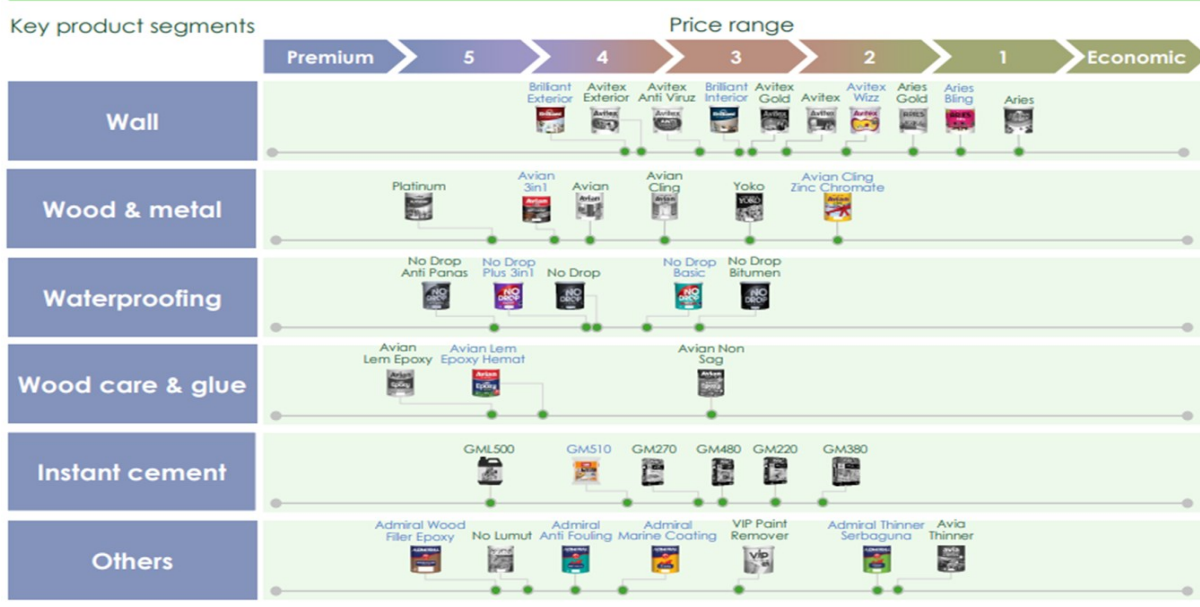 Key product segments
Price range
Premium 5 4 3 2 1 Economic
Wall
Brilliant
Exterior
Avitex
Exterior
Avitex
Anti Viruz
Brilliant
Interior
Avitex
Gold
Avitex
Avitex
Wizz
Aries
Gold
Aries
Bling
Aries
Wood & metal
Platinum
Avian
3in1
Avian
Avian
Cling
Yoko
Avian Cling
Zinc Chromate
Waterproofing
No Drop
Anti Panas
No Drop
Plus 3in1
No Drop
No Drop
Basic
No Drop
Bitumen
Wood care & glue
Avian
Lem Epoxy
Avian Lem
Epoxy Hemat
Avian Non
Sag
Instant cement
GML500
GM510
GM270
GM480
GM220
GM380
Others
Admiral Wood
Filler Epoxy
No Lumut
Admiral
Anti Fouling
Admiral
Marine Coating
VIP Paint
Remover
Admiral Thinner
Serbaguna
Avia
Thinner